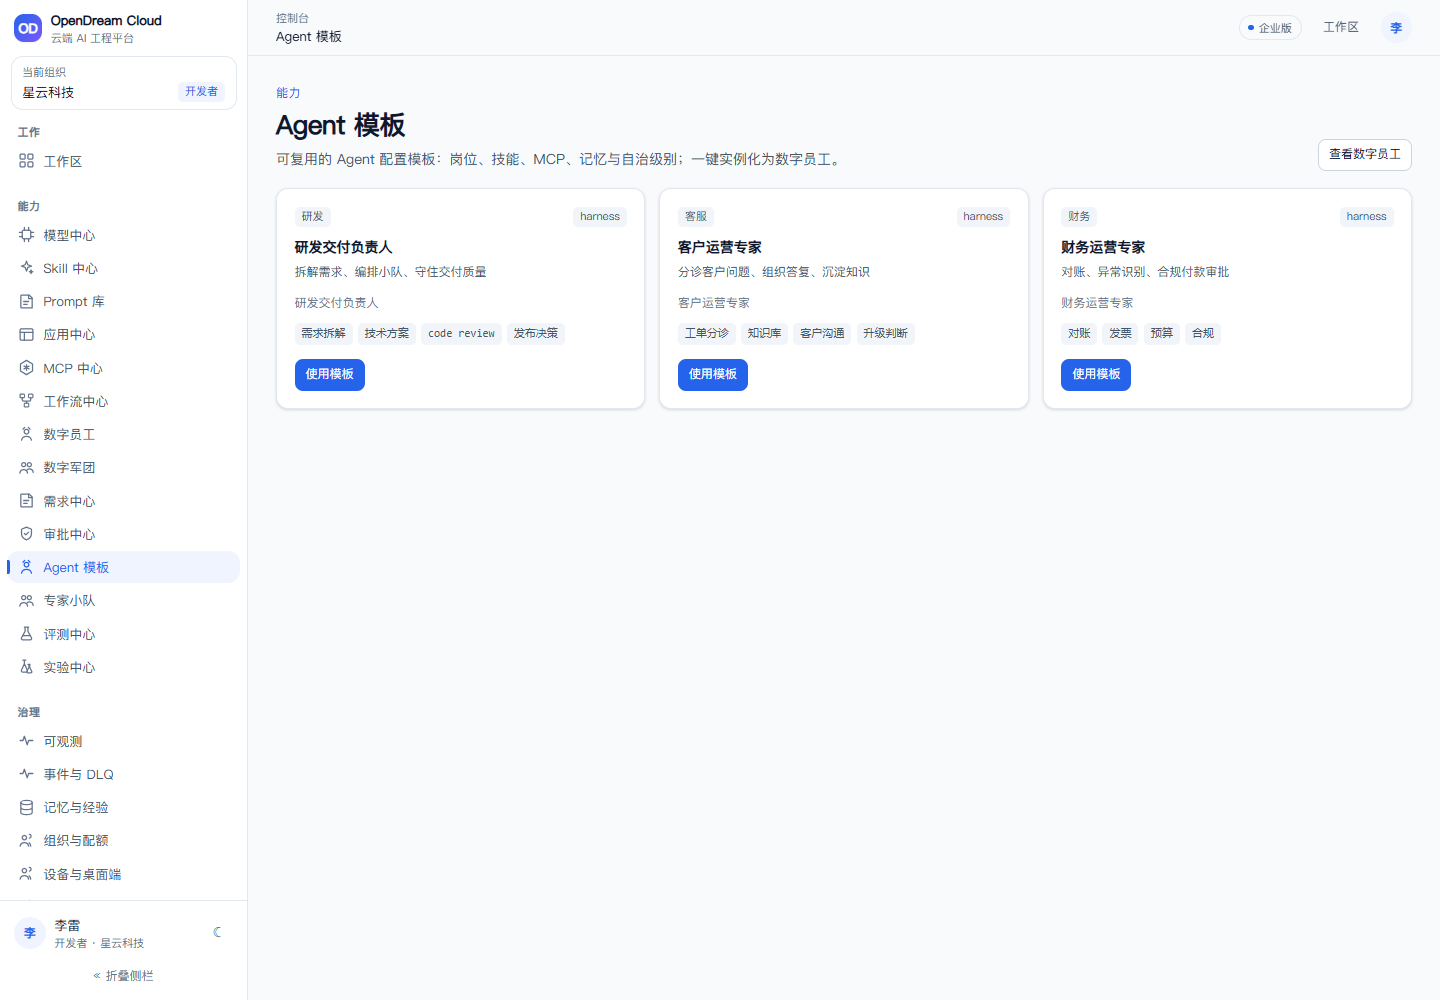 OD
OpenDream Cloud
云端 AI 工程平台
当前组织
星云科技
开发者
工作
工作区
能力
模型中心
Skill 中心
Prompt 库
应用中心
MCP 中心
工作流中心
数字员工
数字军团
需求中心
审批中心
Agent 模板
专家小队
评测中心
实验中心
治理
可观测
事件与 DLQ
记忆与经验
组织与配额
设备与桌面端
李
李雷
开发者 · 星云科技
☾
« 折叠侧栏
控制台
Agent 模板
企业版
工作区
李
能力
Agent 模板
可复用的 Agent 配置模板：岗位、技能、MCP、记忆与自治级别；一键实例化为数字员工。
查看数字员工
研发
harness
研发交付负责人
拆解需求、编排小队、守住交付质量
研发交付负责人
需求拆解 技术方案 code review 发布决策
使用模板
客服
harness
客户运营专家
分诊客户问题、组织答复、沉淀知识
客户运营专家
工单分诊 知识库 客户沟通 升级判断
使用模板
财务
harness
财务运营专家
对账、异常识别、合规付款审批
财务运营专家
对账 发票 预算 合规
使用模板